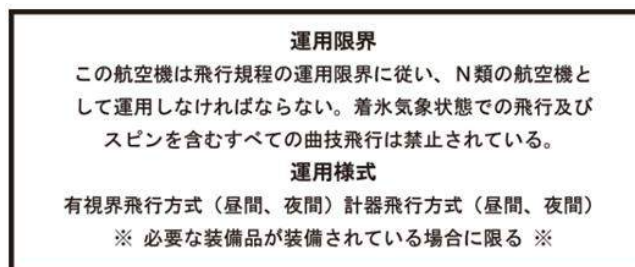 運用限界
この航空機は飛行規程の運用限界に従い、N類の航空機と
して運用しなければならない。着氷気象状態での飛行及び
スピンを含むすべての曲技飛行は禁止されている。
運用様式
有視界飛行方式（昼間、夜間）計器飛行方式（昼間、夜間）
※ 必要な装備品が装備されている場合に限る ※